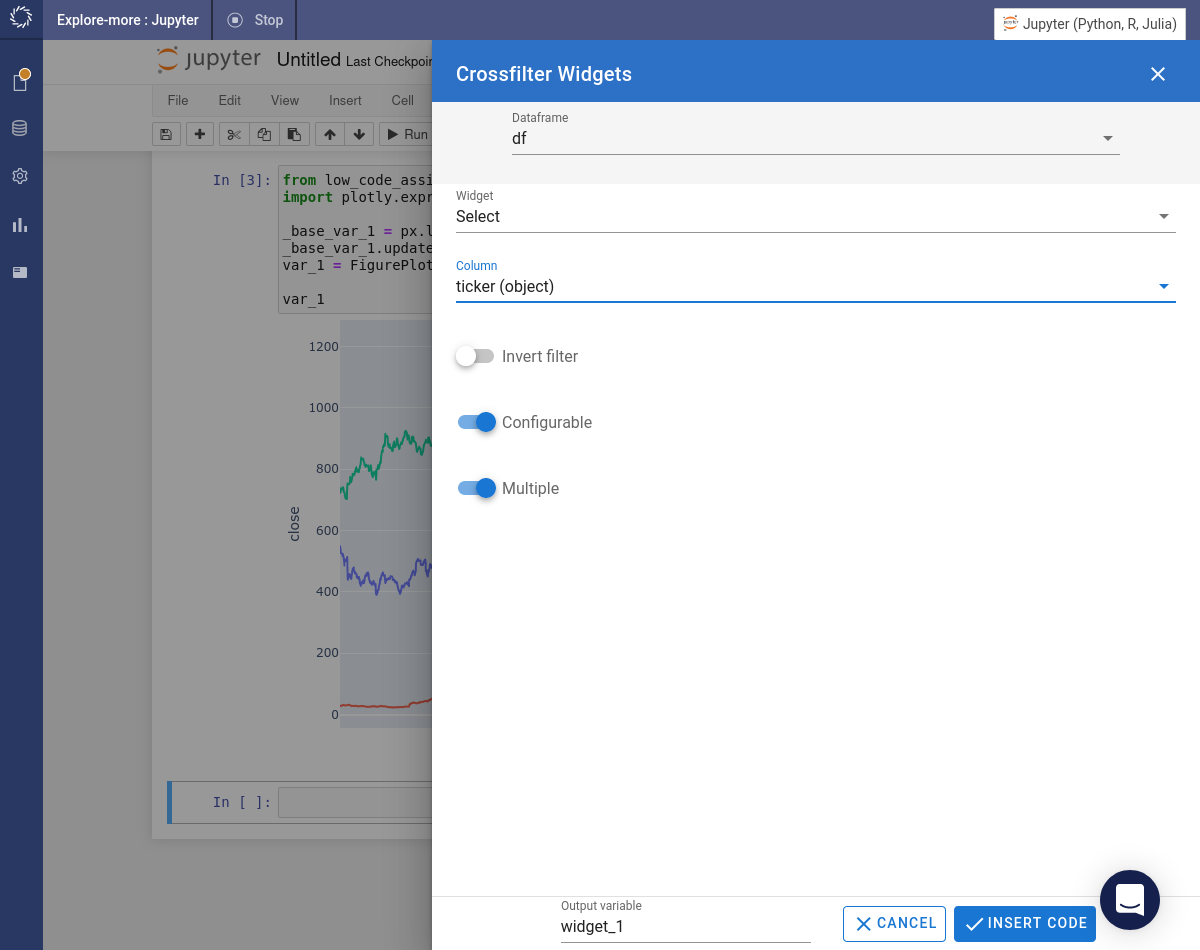 Explore-more : Jupyter
Stop
Jupyter (Python, R, Julia)
jupyter Untitled Last Checkpoin
File Edit View Insert Cell
Run
Crossfilter Widgets
Dataframe
df
Widget
Select
Column
ticker (object)
Invert filter
Configurable
Multiple
In [3]:
from low_code_assi
import plotly.expr
_base_var_1 = px.l
_base_var_1.update
var_1 = FigurePlot
var_1
1200
1000
800
600
400
200
0
close
In [ ]:
Output variable
widget_1
CANCEL
INSERT CODE